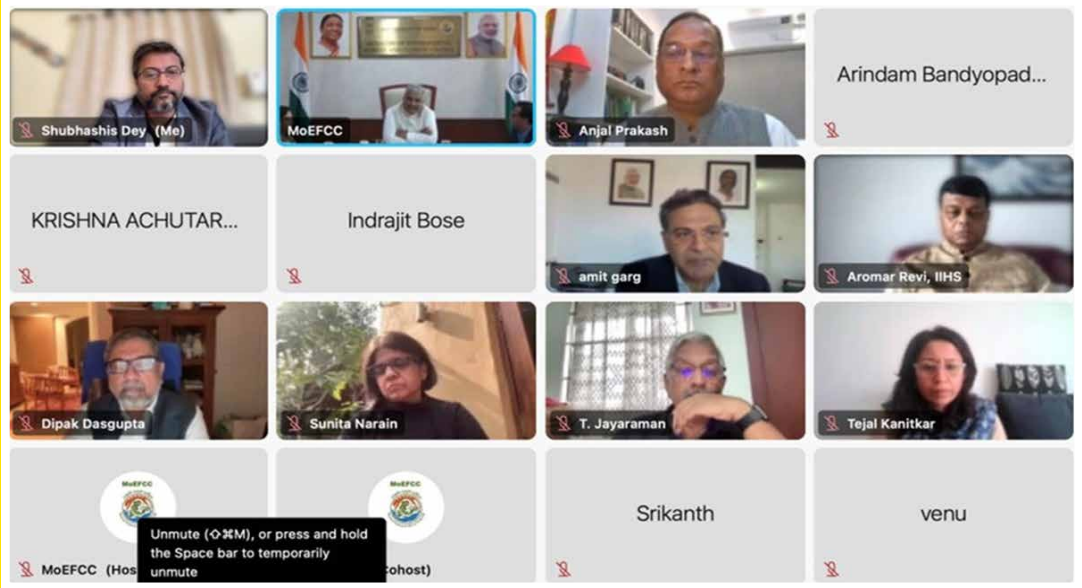 Shubhashis Dey (Me)
MoEFCC
Anjal Prakash
Arindam Bandyopad...
KRISHNA ACHUTAR...
Indrajit Bose
amit garg
Aromar Revi, IIHS
Dipak Dasgupta
Sunita Narain
T. Jayaraman
Tejal Kanitkar
MoEFCC
MoEFCC
Srikanth
venu
Unmute (⇧⌘M), or press and hold
the Space bar to temporarily
unmute
MoEFCC (Hos
ohost)